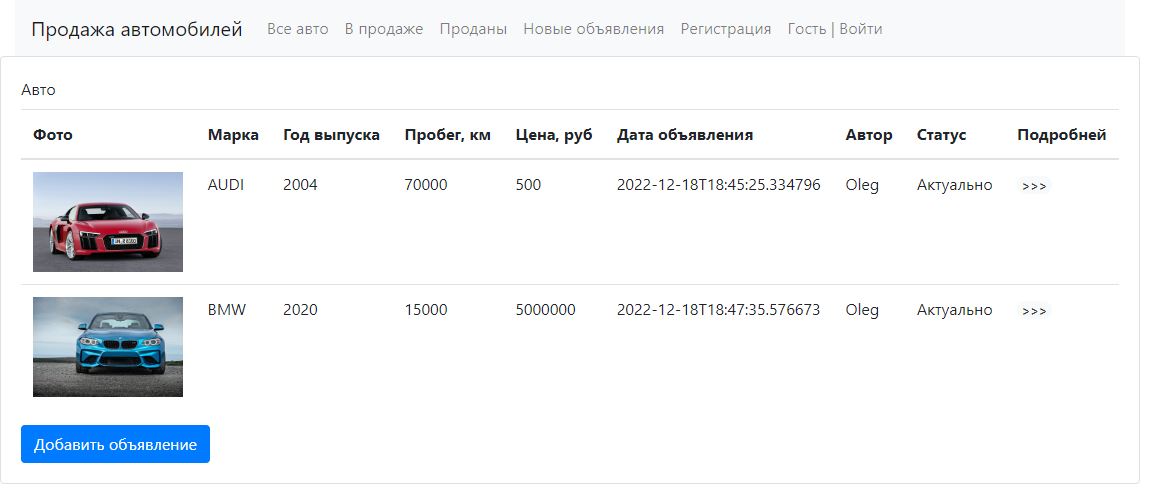 Продажа автомобилей Все авто В продаже Проданы Новые объявления Регистрация Гость | Войти
Авто
Фото Марка Год выпуска Пробег, км Цена, руб Дата объявления Автор Статус Подробней
AUDI 2004 70000 500 2022-12-18T18:45:25.334796 Oleg Актуально >>>
BMW 2020 15000 5000000 2022-12-18T18:47:35.576673 Oleg Актуально >>>
Добавить объявление